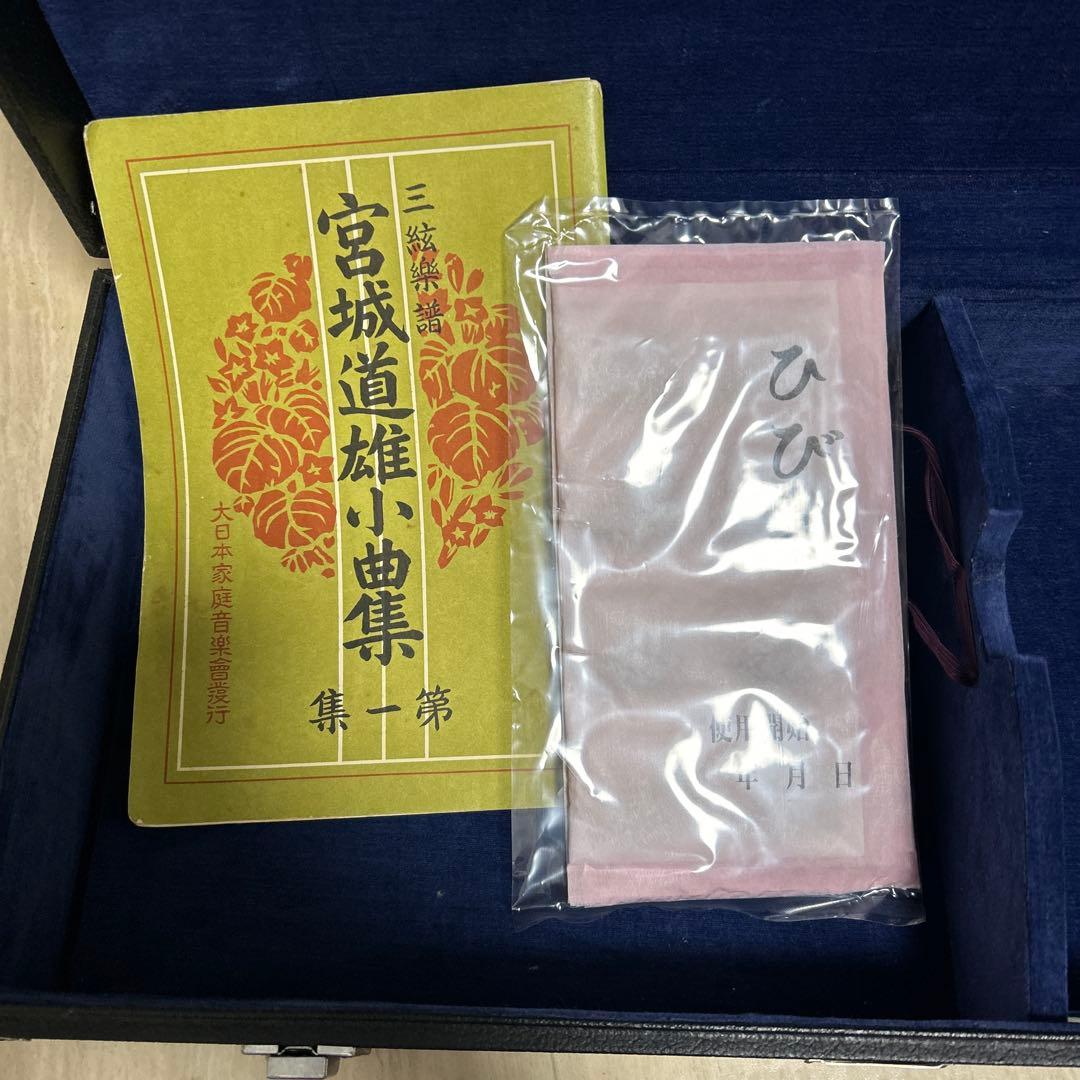 三絃樂譜
宮城道雄小曲集
第一集
大日本家庭音楽會發行
ひび
使用開始
年月日